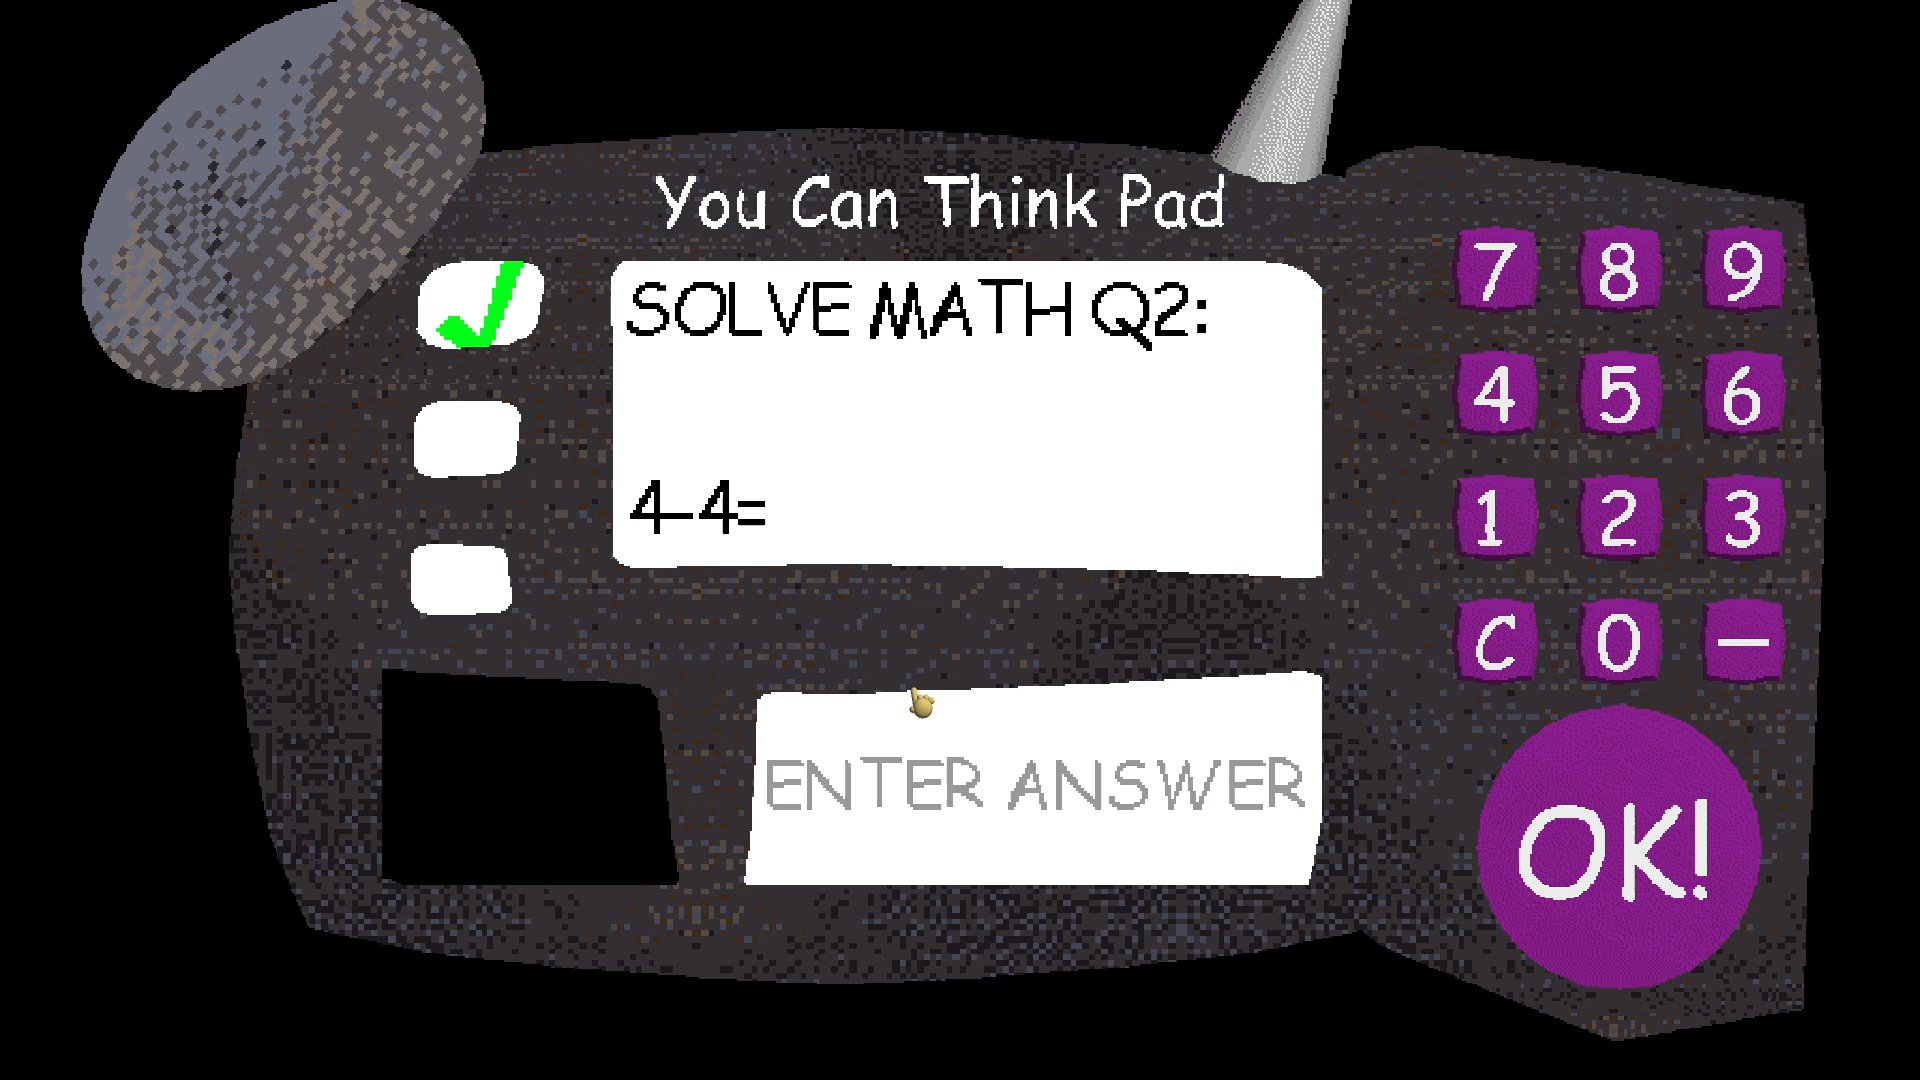 You Can Think Pad
SOLVE MATH Q2:
4-4=
ENTER ANSWER
7 8 9
4 5 6
1 2 3
C 0 -
OK!